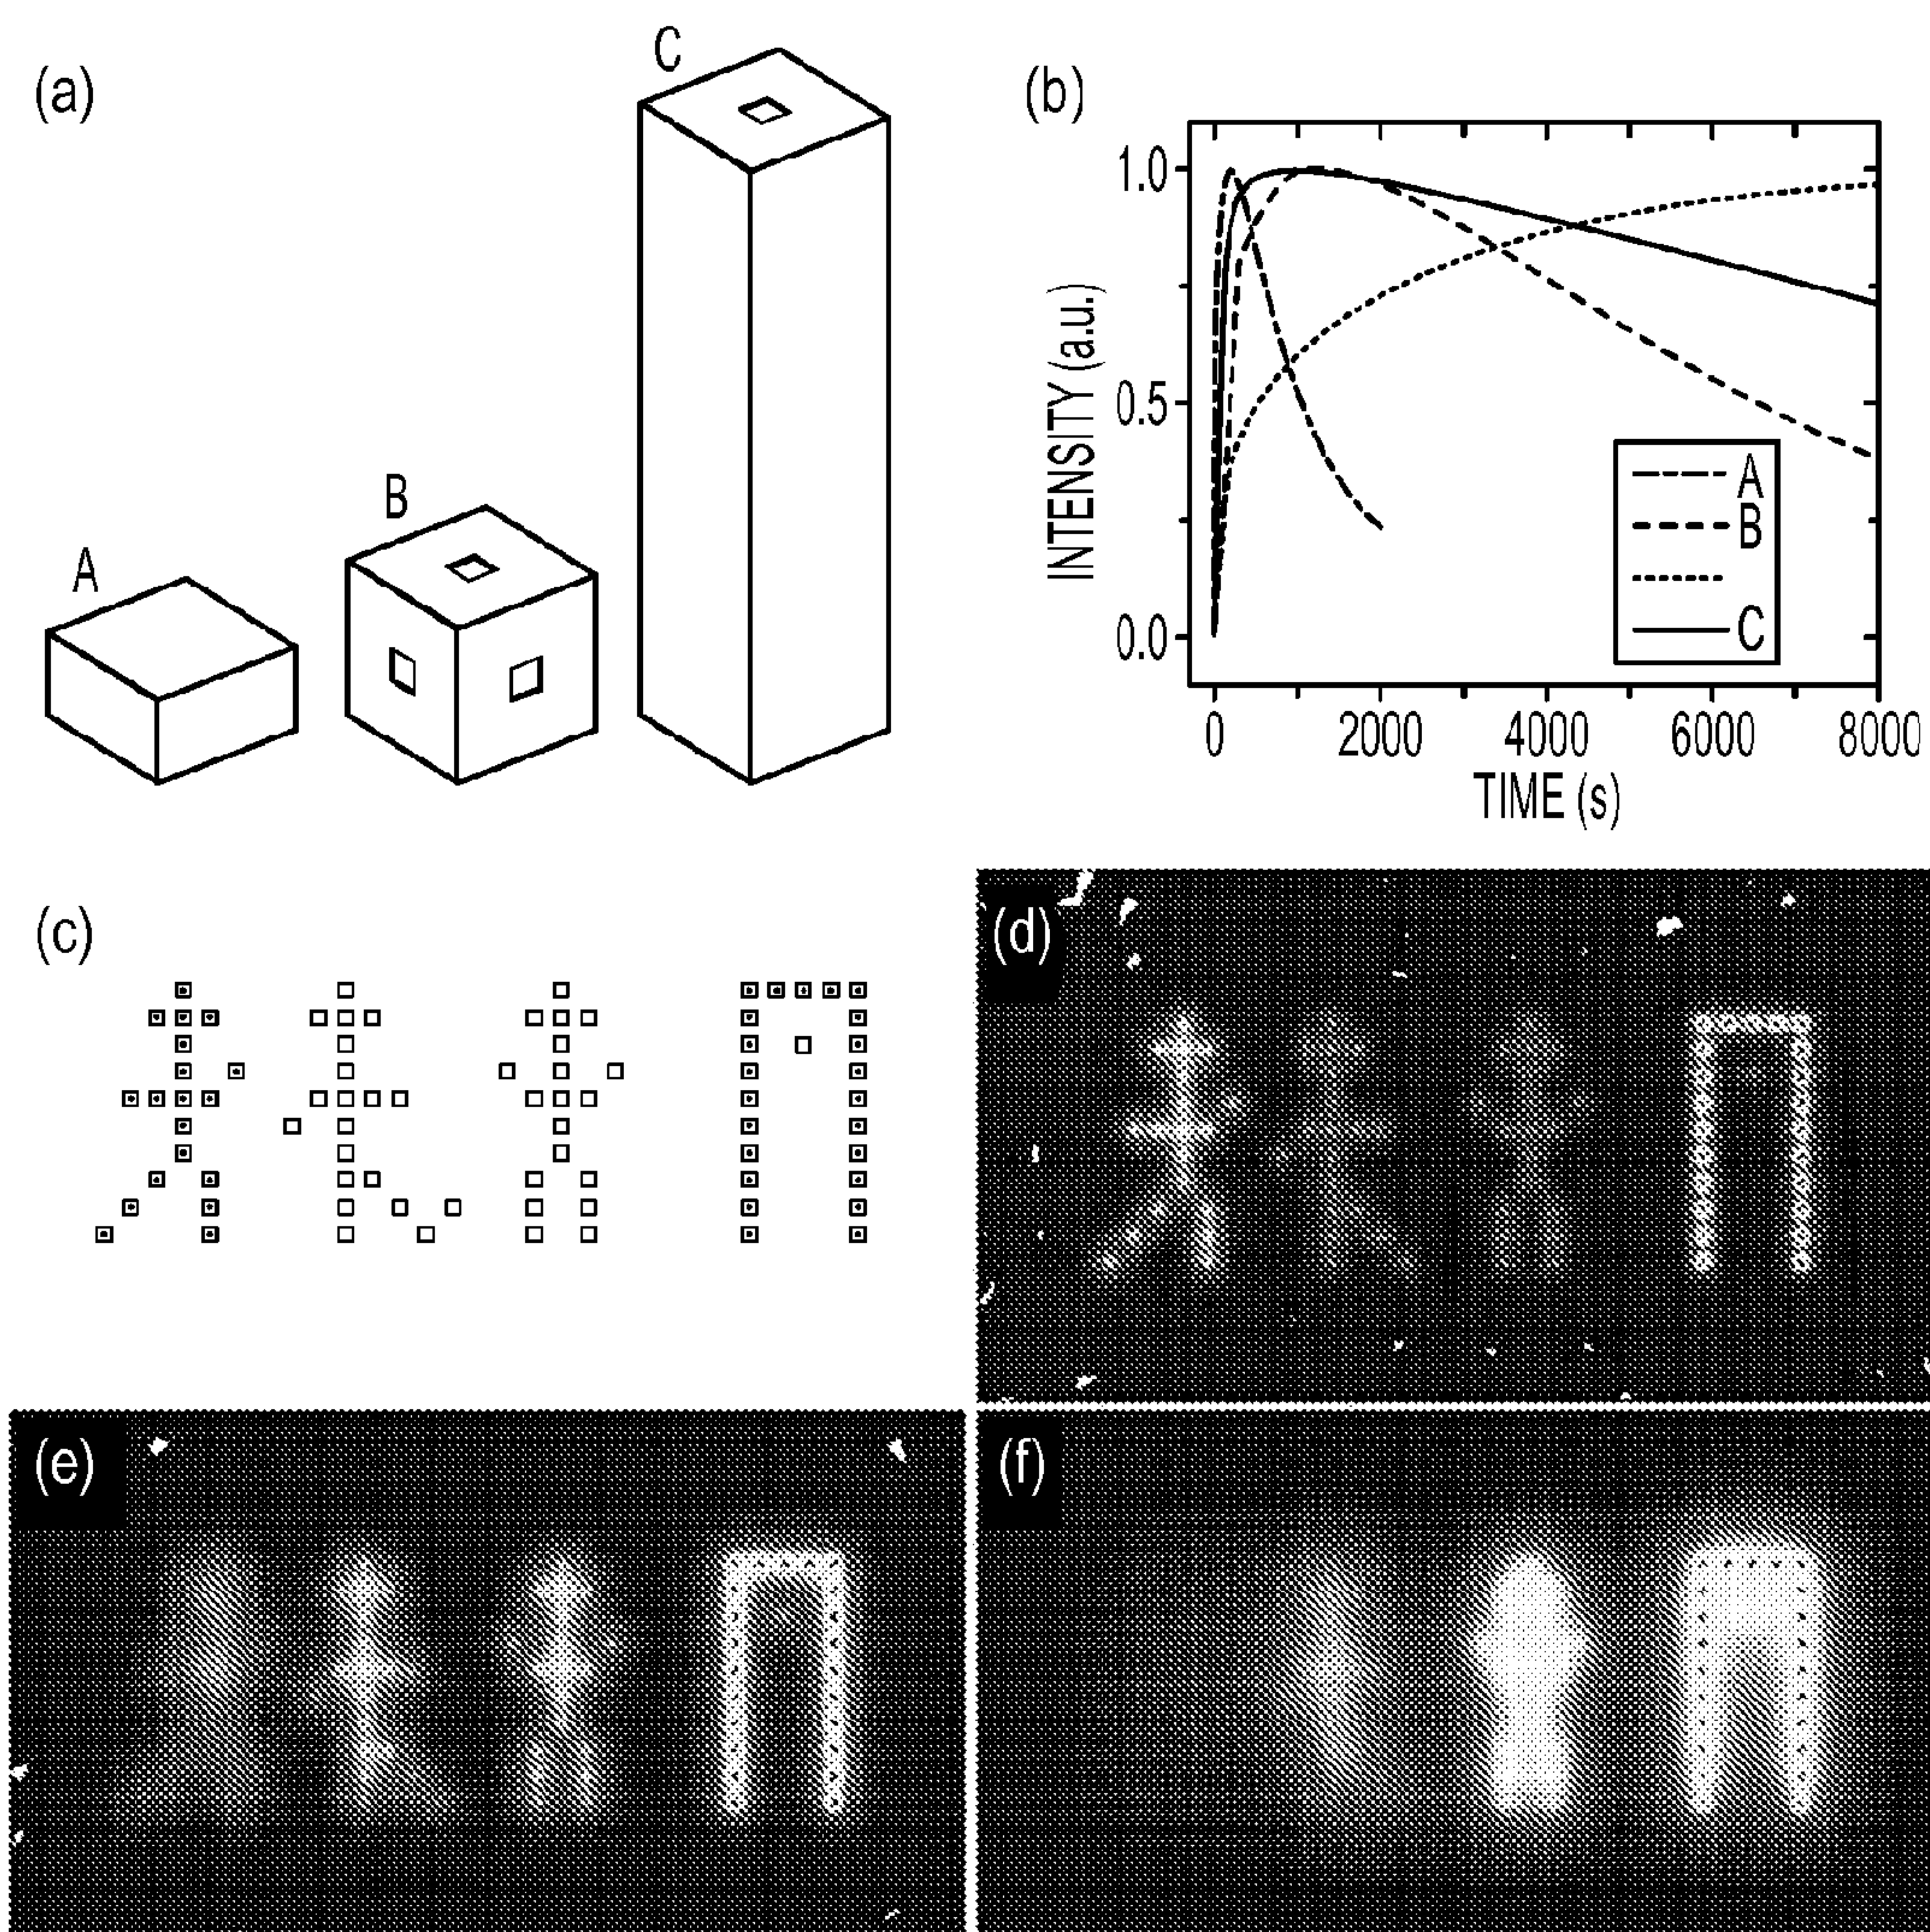 (a)
A
B
C
(b)
INTENSITY (a.u.)
1.0
0.5
0.0
A
B
C
0 2000 4000 6000 8000
TIME (s)
(c)
(d)
(e)
(f)